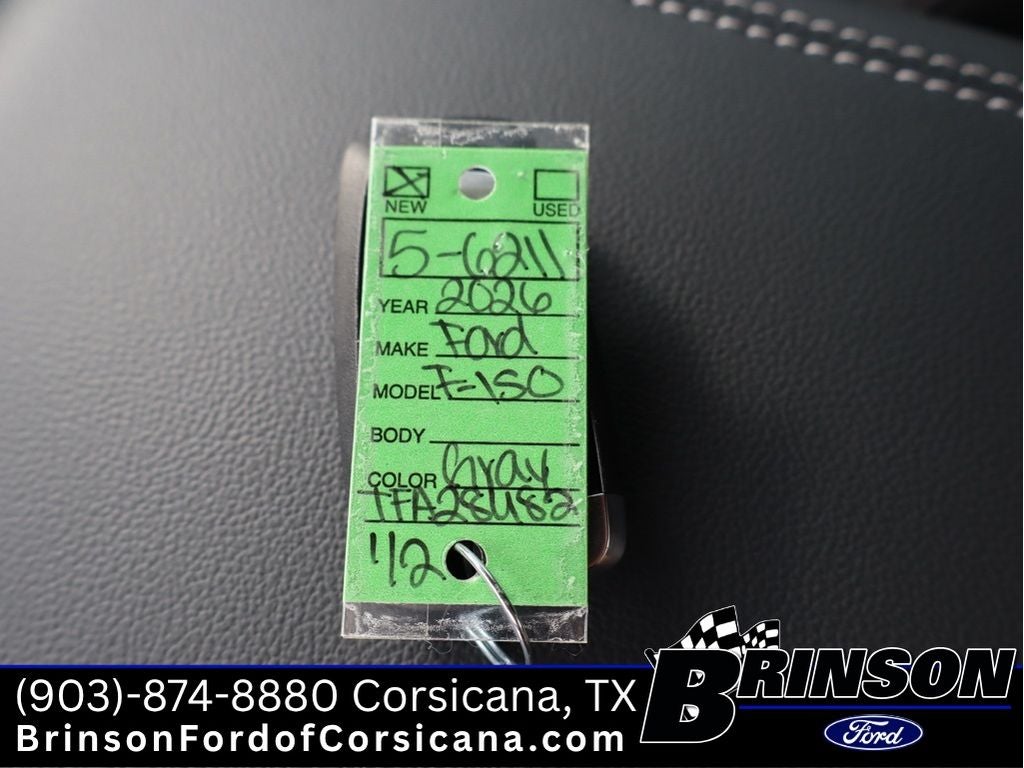 NEW USED
5-6211
YEAR 2026
MAKE Ford
MODEL F-150
BODY
COLOR Gray
TFA28482
1/2
BRINSON
Ford
(903)-874-8880 Corsicana, TX
BrinsonFordofCorsicana.com